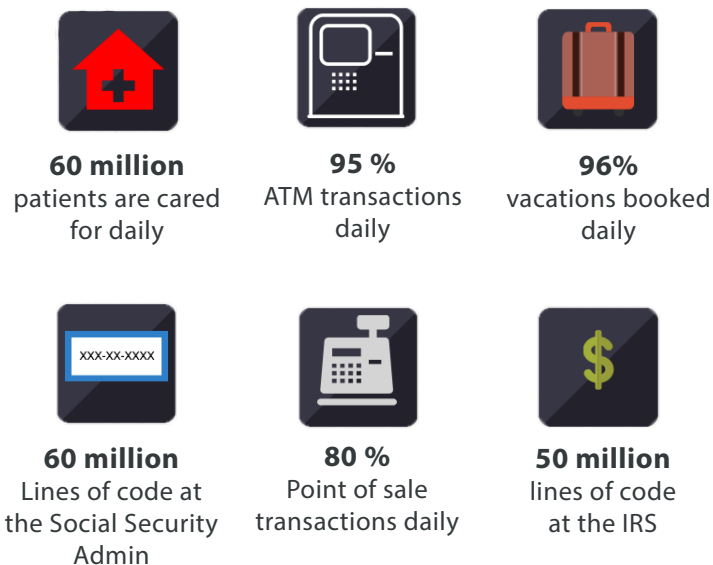 60 million
patients are cared
for daily
95 %
ATM transactions
daily
96%
vacations booked
daily
XXX-XX-XXXX
60 million
Lines of code at
the Social Security
Admin
80 %
Point of sale
transactions daily
$
50 million
lines of code
at the IRS